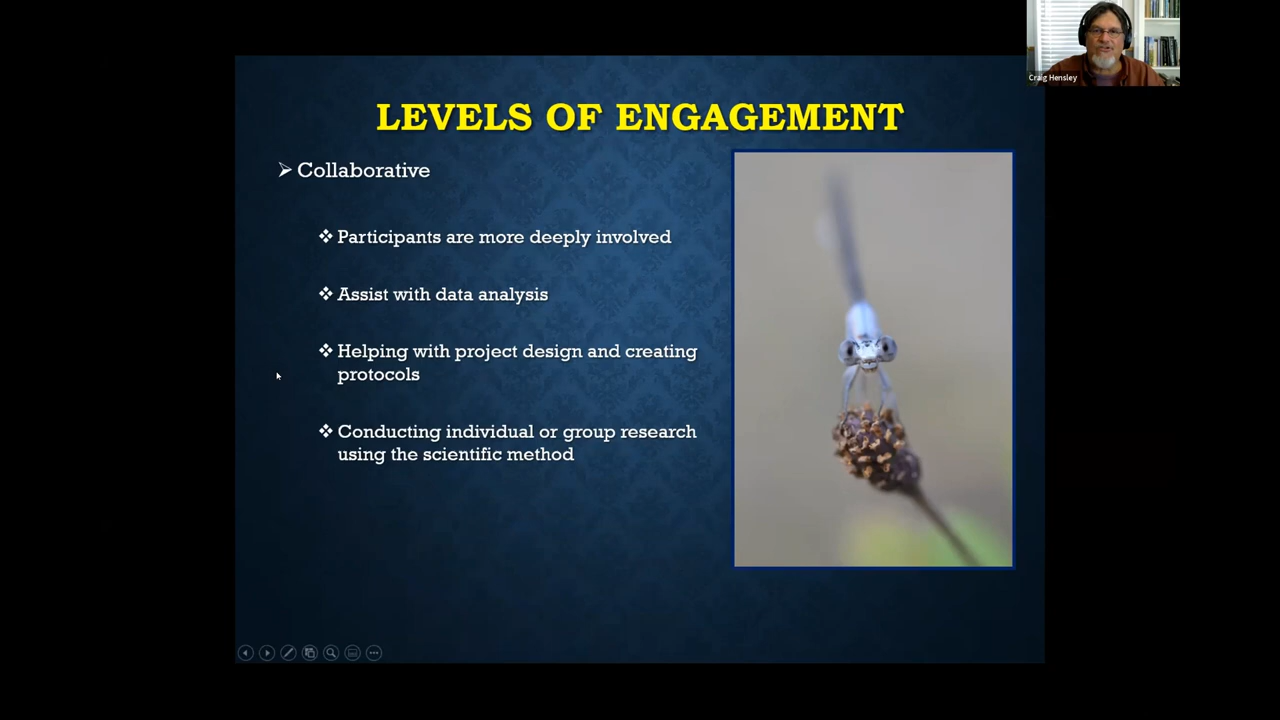 Craig Hensley
LEVELS OF ENGAGEMENT
Collaborative
Participants are more deeply involved
Assist with data analysis
Helping with project design and creating
protocols
Conducting individual or group research
using the scientific method